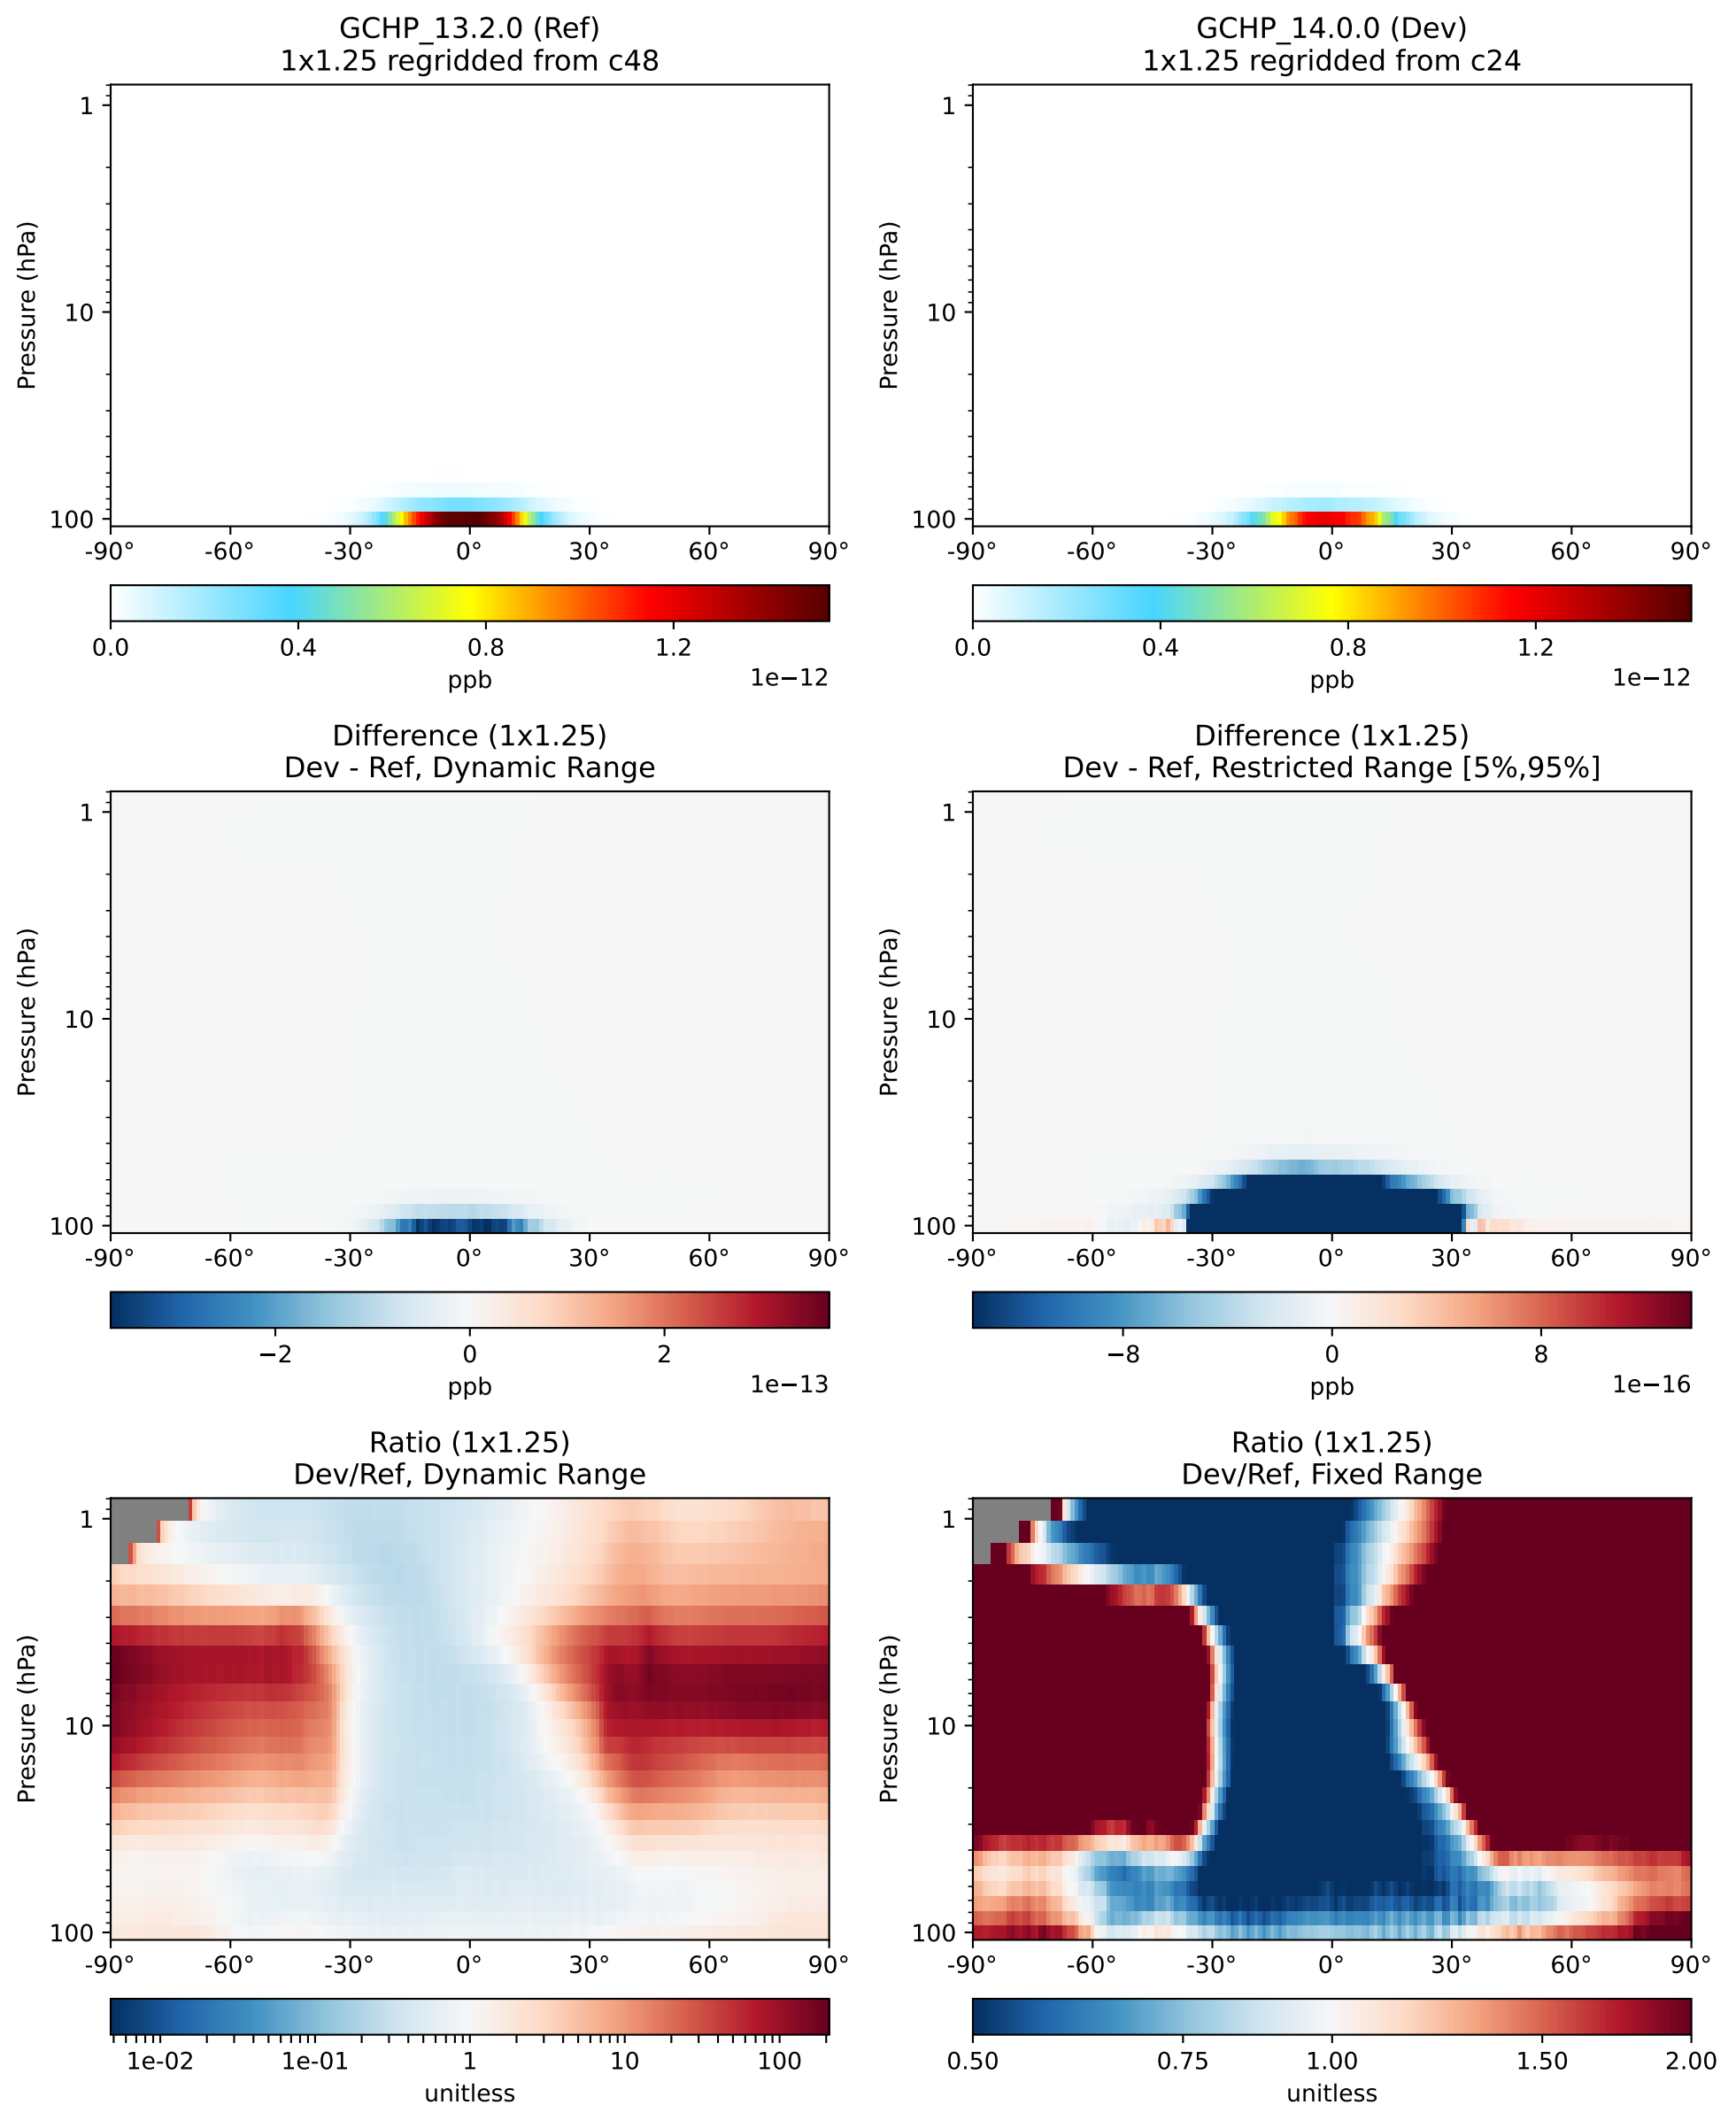 GCHP_13.2.0 (Ref)
1x1.25 regridded from c48
Pressure (hPa)
1
10
100
-90° -60° -30° 0° 30° 60° 90°
0.0 0.4 0.8 1.2
ppb
1e−12
GCHP_14.0.0 (Dev)
1x1.25 regridded from c24
Pressure (hPa)
1
10
100
-90° -60° -30° 0° 30° 60° 90°
0.0 0.4 0.8 1.2
ppb
1e−12
Difference (1x1.25)
Dev - Ref, Dynamic Range
Pressure (hPa)
1
10
100
-90° -60° -30° 0° 30° 60° 90°
−2 0 2
ppb
1e−13
Difference (1x1.25)
Dev - Ref, Restricted Range [5%,95%]
Pressure (hPa)
1
10
100
-90° -60° -30° 0° 30° 60° 90°
−8 0 8
ppb
1e−16
Ratio (1x1.25)
Dev/Ref, Dynamic Range
Pressure (hPa)
1
10
100
-90° -60° -30° 0° 30° 60° 90°
1e-02 1e-01 1 10 100
unitless
Ratio (1x1.25)
Dev/Ref, Fixed Range
Pressure (hPa)
1
10
100
-90° -60° -30° 0° 30° 60° 90°
0.50 0.75 1.00 1.50 2.00
unitless